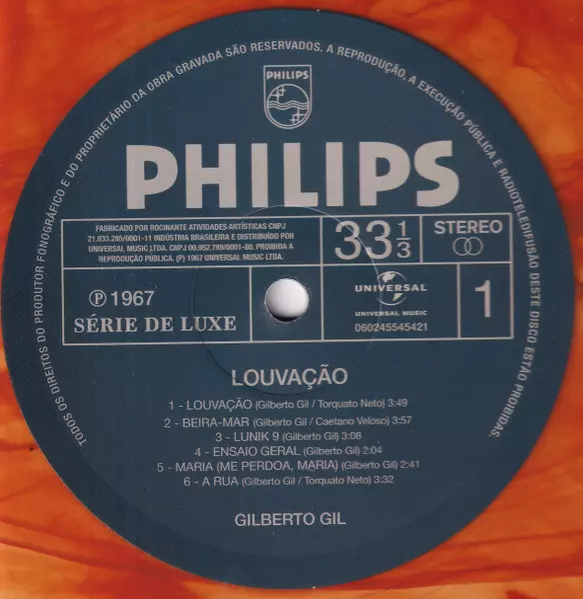 TODOS OS DIREITOS DO PRODUTOR FONOGRÁFICO E DO PROPRIETÁRIO DA OBRA GRAVADA SÃO RESERVADOS. A REPRODUÇÃO, A EXECUÇÃO PÚBLICA E RADIOTELEDIFUSÃO DESTE DISCO ESTÃO PROIBIDAS.
PHILIPS
PHILIPS
FABRICADO POR ROCINANTE ATIVIDADES ARTÍSTICAS CNPJ
21.833.285/0001-11 INDÚSTRIA BRASILEIRA E DISTRIBUÍDO POR
UNIVERSAL MUSIC LTDA. CNPJ 00.952.789/0001-80. PROIBIDA A
REPRODUÇÃO PÚBLICA. (P) 1967 UNIVERSAL MUSIC LTDA.
33 1/3
STEREO
℗ 1967
SÉRIE DE LUXE
UNIVERSAL
UNIVERSAL MUSIC
060245545421
1
LOUVAÇÃO
1 - LOUVAÇÃO (Gilberto Gil / Torquato Neto) 3:49
2 - BEIRA-MAR (Gilberto Gil / Caetano Veloso) 3:57
3 - LUNIK 9 (Gilberto Gil) 3:08
4 - ENSAIO GERAL (Gilberto Gil) 2:04
5 - MARIA (ME PERDOA, MARIA) (Gilberto Gil) 2:41
6 - A RUA (Gilberto Gil / Torquato Neto) 3:32
GILBERTO GIL